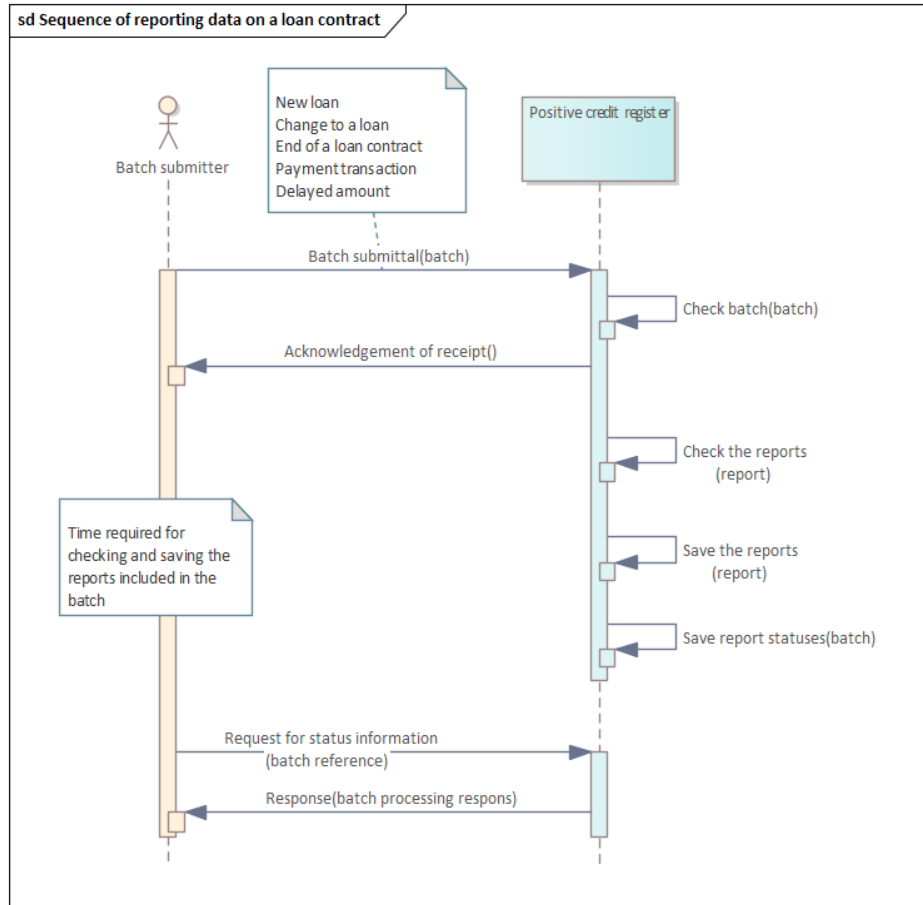 sd Sequence of reporting data on a loan contract
New loan
Change to a loan
End of a loan contract
Payment transaction
Delayed amount
Positive credit register
Batch submitter
Batch submittal(batch)
Check batch(batch)
Acknowledgement of receipt()
Check the reports
(report)
Time required for
checking and saving the
reports included in the
batch
Save the reports
(report)
Save report statuses(batch)
Request for status information
(batch reference)
Response(batch processing respons)